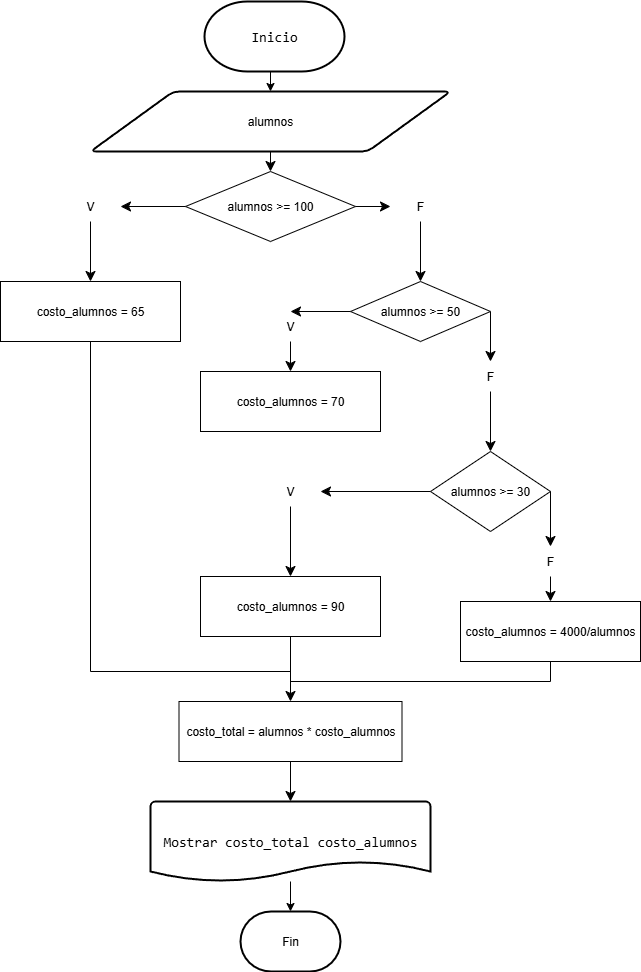 Inicio
alumnos
alumnos >= 100
V
F
costo_alumnos = 65
alumnos >= 50
V
costo_alumnos = 70
F
alumnos >= 30
V
F
costo_alumnos = 90
costo_alumnos = 4000/alumnos
costo_total = alumnos * costo_alumnos
Mostrar costo_total costo_alumnos
Fin